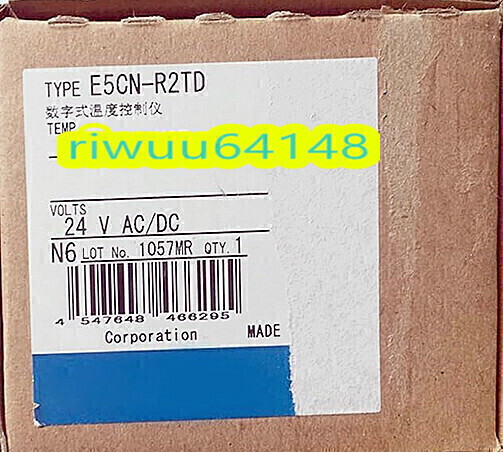 TYPE E5CN-R2TD
数字式温度控制仪
TEMP
riwuu64148
VOLTS
24 V AC/DC
N6 LOT No. 1057MR QTY. 1
4 547648 466295
Corporation MADE